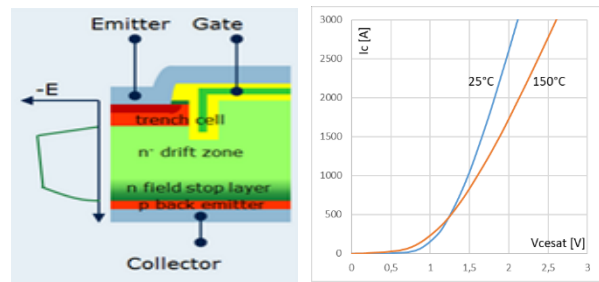 Emitter Gate
-E
trench cell
n⁻ drift zone
n field stop layer
p back emitter
Collector
Ic [A]
3000
2500
2000
1500
1000
500
0
25°C 150°C
Vcesat [V]
0 0,5 1 1,5 2 2,5 3